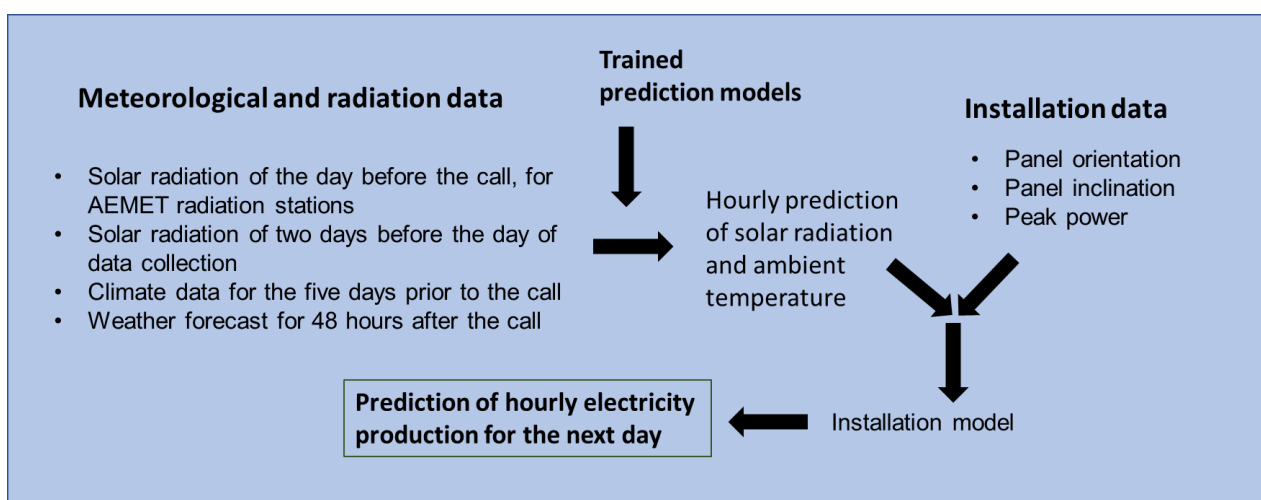 Meteorological and radiation data
• Solar radiation of the day before the call, for
AEMET radiation stations
• Solar radiation of two days before the day of
data collection
• Climate data for the five days prior to the call
• Weather forecast for 48 hours after the call
Trained
prediction models
Hourly prediction
of solar radiation
and ambient
temperature
Installation data
• Panel orientation
• Panel inclination
• Peak power
Installation model
Prediction of hourly electricity
production for the next day